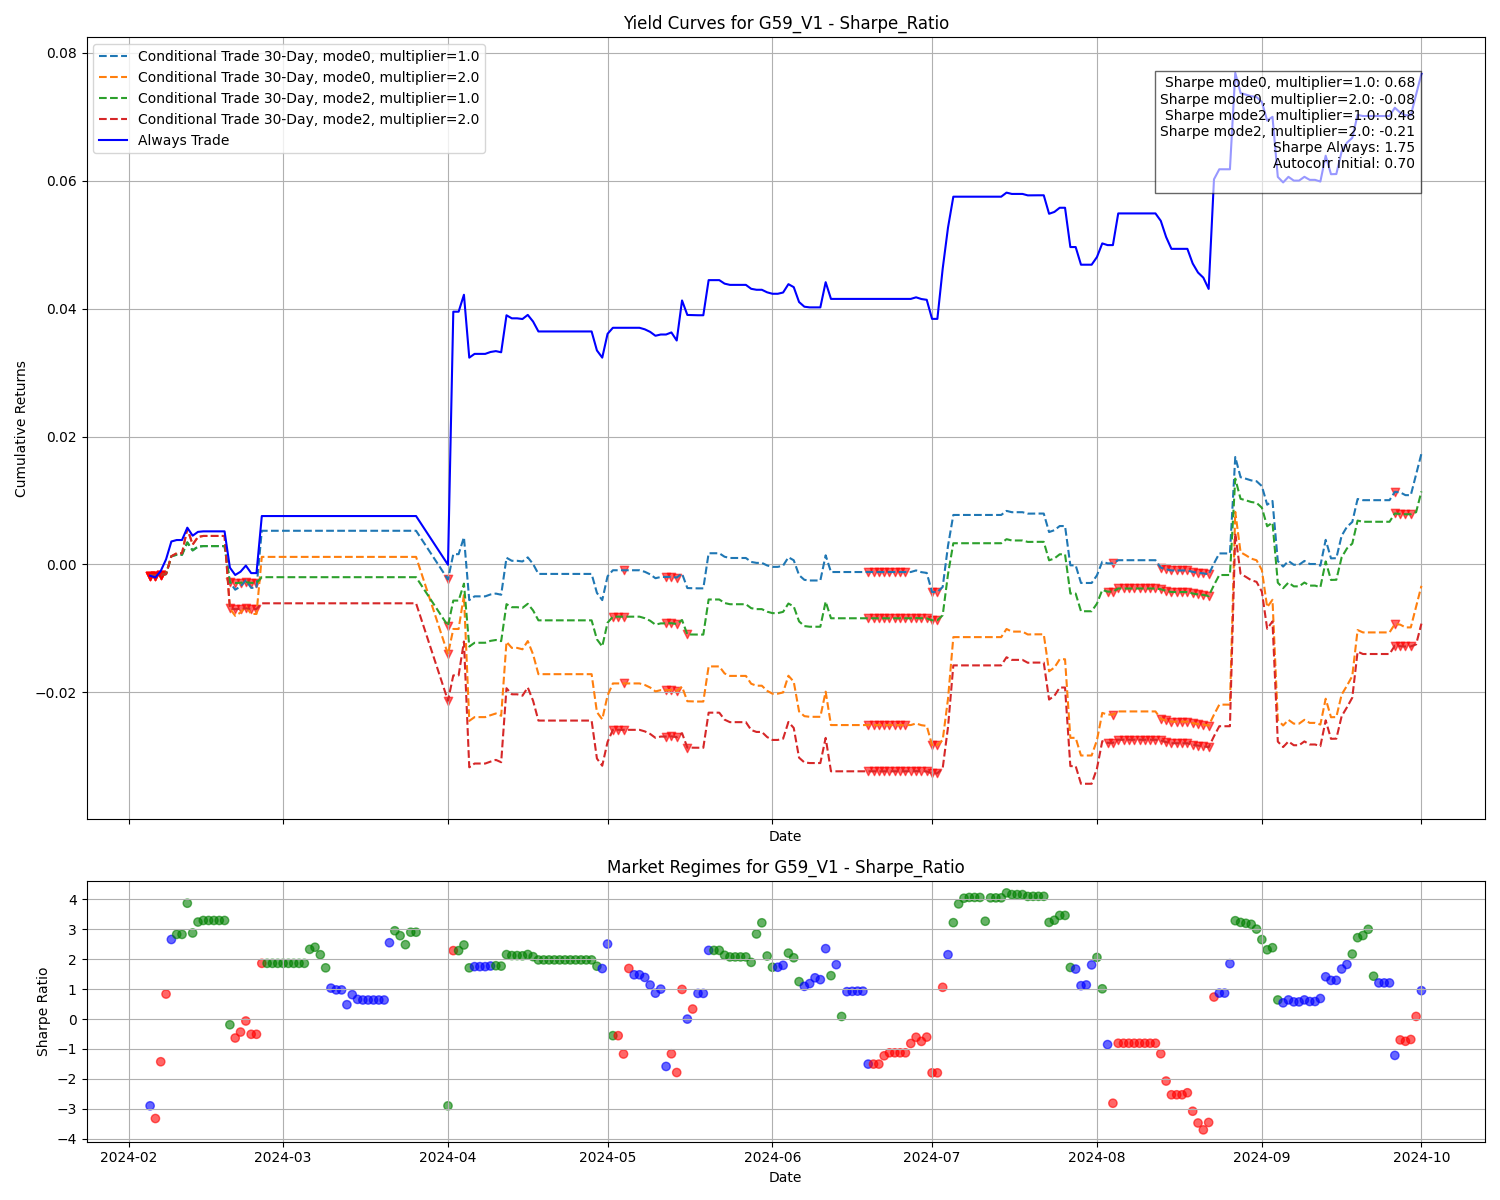 Yield Curves for G59_V1 - Sharpe_Ratio
Conditional Trade 30-Day, mode0, multiplier=1.0
Conditional Trade 30-Day, mode0, multiplier=2.0
Conditional Trade 30-Day, mode2, multiplier=1.0
Conditional Trade 30-Day, mode2, multiplier=2.0
Always Trade
Sharpe mode0, multiplier=1.0: 0.68
Sharpe mode0, multiplier=2.0: -0.08
Sharpe mode2, multiplier=1.0: 0.48
Sharpe mode2, multiplier=2.0: -0.21
Sharpe Always: 1.75
Autocorr initial: 0.70
Cumulative Returns
0.08
0.06
0.04
0.02
0.00
−0.02
Date
Market Regimes for G59_V1 - Sharpe_Ratio
Sharpe Ratio
4
3
2
1
0
−1
−2
−3
−4
2024-02
2024-03
2024-04
2024-05
2024-06
2024-07
2024-08
2024-09
2024-10
Date